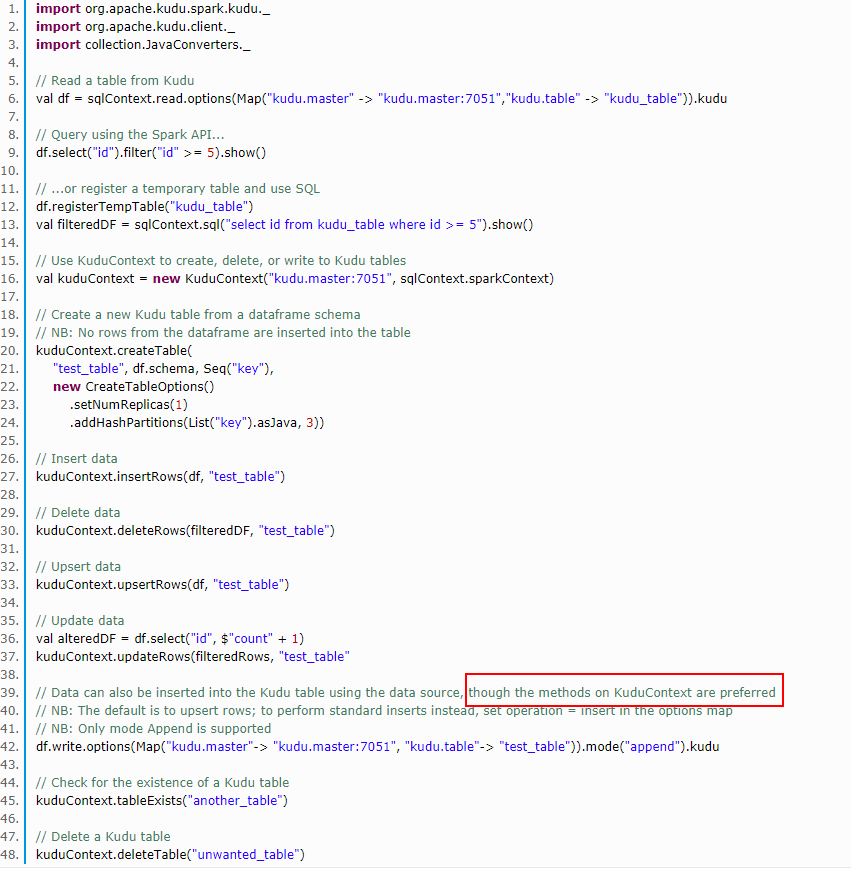 1. import org.apache.kudu.spark.kudu._
2. import org.apache.kudu.client._
3. import collection.JavaConverters._
4.
5. // Read a table from Kudu
6. val df = sqlContext.read.options(Map("kudu.master" -> "kudu.master:7051","kudu.table" -> "kudu_table")).kudu
7.
8. // Query using the Spark API...
9. df.select("id").filter("id" >= 5).show()
10.
11. // ...or register a temporary table and use SQL
12. df.registerTempTable("kudu_table")
13. val filteredDF = sqlContext.sql("select id from kudu_table where id >= 5").show()
14.
15. // Use KuduContext to create, delete, or write to Kudu tables
16. val kuduContext = new KuduContext("kudu.master:7051", sqlContext.sparkContext)
17.
18. // Create a new Kudu table from a dataframe schema
19. // NB: No rows from the dataframe are inserted into the table
20. kuduContext.createTable(
21. "test_table", df.schema, Seq("key"),
22. new CreateTableOptions()
23. .setNumReplicas(1)
24. .addHashPartitions(List("key").asJava, 3))
25.
26. // Insert data
27. kuduContext.insertRows(df, "test_table")
28.
29. // Delete data
30. kuduContext.deleteRows(filteredDF, "test_table")
31.
32. // Upsert data
33. kuduContext.upsertRows(df, "test_table")
34.
35. // Update data
36. val alteredDF = df.select("id", $"count" + 1)
37. kuduContext.updateRows(filteredRows, "test_table"
38.
39. // Data can also be inserted into the Kudu table using the data source, though the methods on KuduContext are preferred
40. // NB: The default is to upsert rows; to perform standard inserts instead, set operation = insert in the options map
41. // NB: Only mode Append is supported
42. df.write.options(Map("kudu.master"-> "kudu.master:7051", "kudu.table"-> "test_table")).mode("append").kudu
43.
44. // Check for the existence of a Kudu table
45. kuduContext.tableExists("another_table")
46.
47. // Delete a Kudu table
48. kuduContext.deleteTable("unwanted_table")